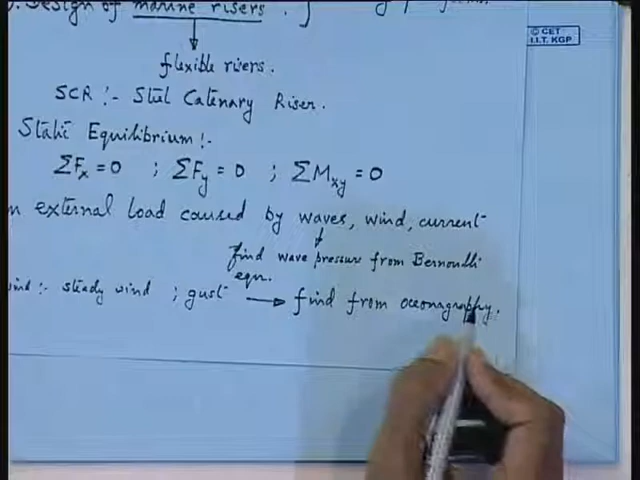 Design of marine risers.
© CET
I.I.T. KGP
flexible risers.
SCR :- Steel Catenary Riser.
Static Equilibrium :-
ΣFx = 0 ; ΣFy = 0 ; ΣMxy = 0
external load caused by waves, wind, current
find wave pressure from Bernoulli
eqn.
:- steady wind ; gust → find from oceonagraphy.